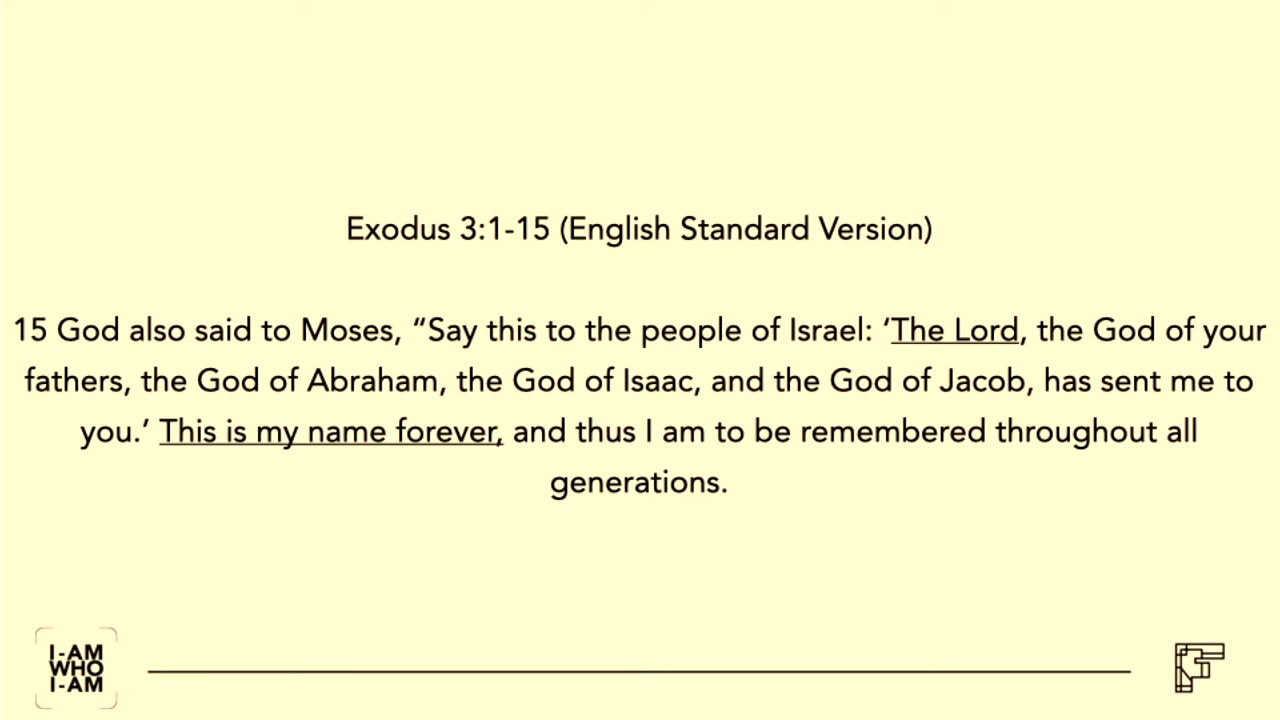 Exodus 3:1-15 (English Standard Version)
15 God also said to Moses, “Say this to the people of Israel: ‘The Lord, the God of your
fathers, the God of Abraham, the God of Isaac, and the God of Jacob, has sent me to
you.’ This is my name forever, and thus I am to be remembered throughout all
generations.
I-AM
WHO
I-AM